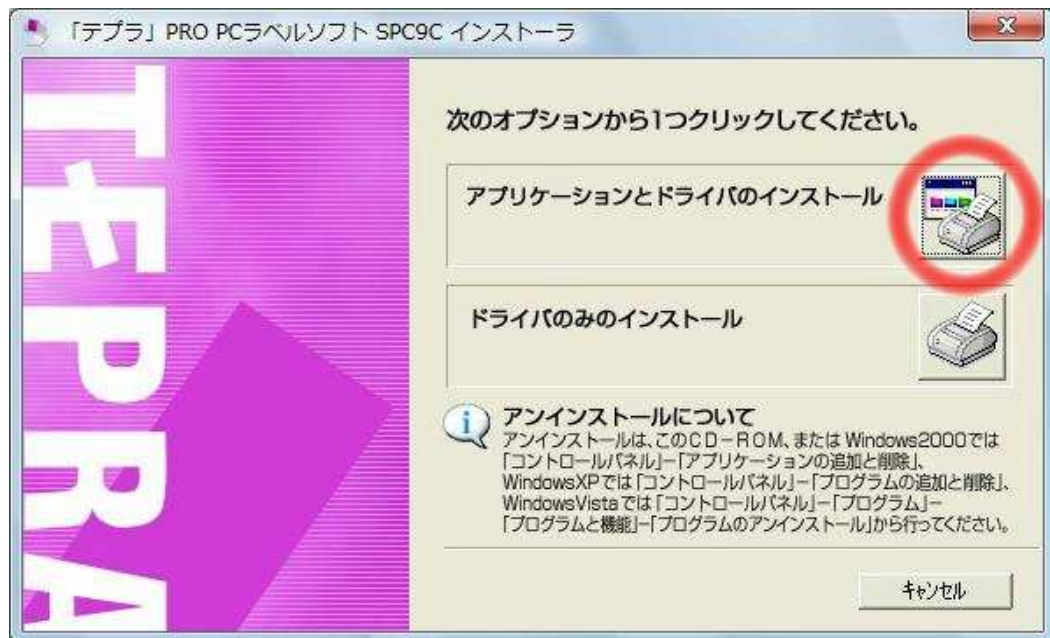 「テプラ」PRO PCラベルソフト SPC9C インストーラ
TEPRA
次のオプションから1つクリックしてください。
アプリケーションとドライバのインストール
ドライバのみのインストール
アンインストールについて
アンインストールは、このCD-ROM、または Windows2000では
「コントロールパネル」-「アプリケーションの追加と削除」、
WindowsXPでは「コントロールパネル」-「プログラムの追加と削除」、
WindowsVistaでは「コントロールパネル」-「プログラム」-
「プログラムと機能」-「プログラムのアンインストール」から行ってください。
キャンセル